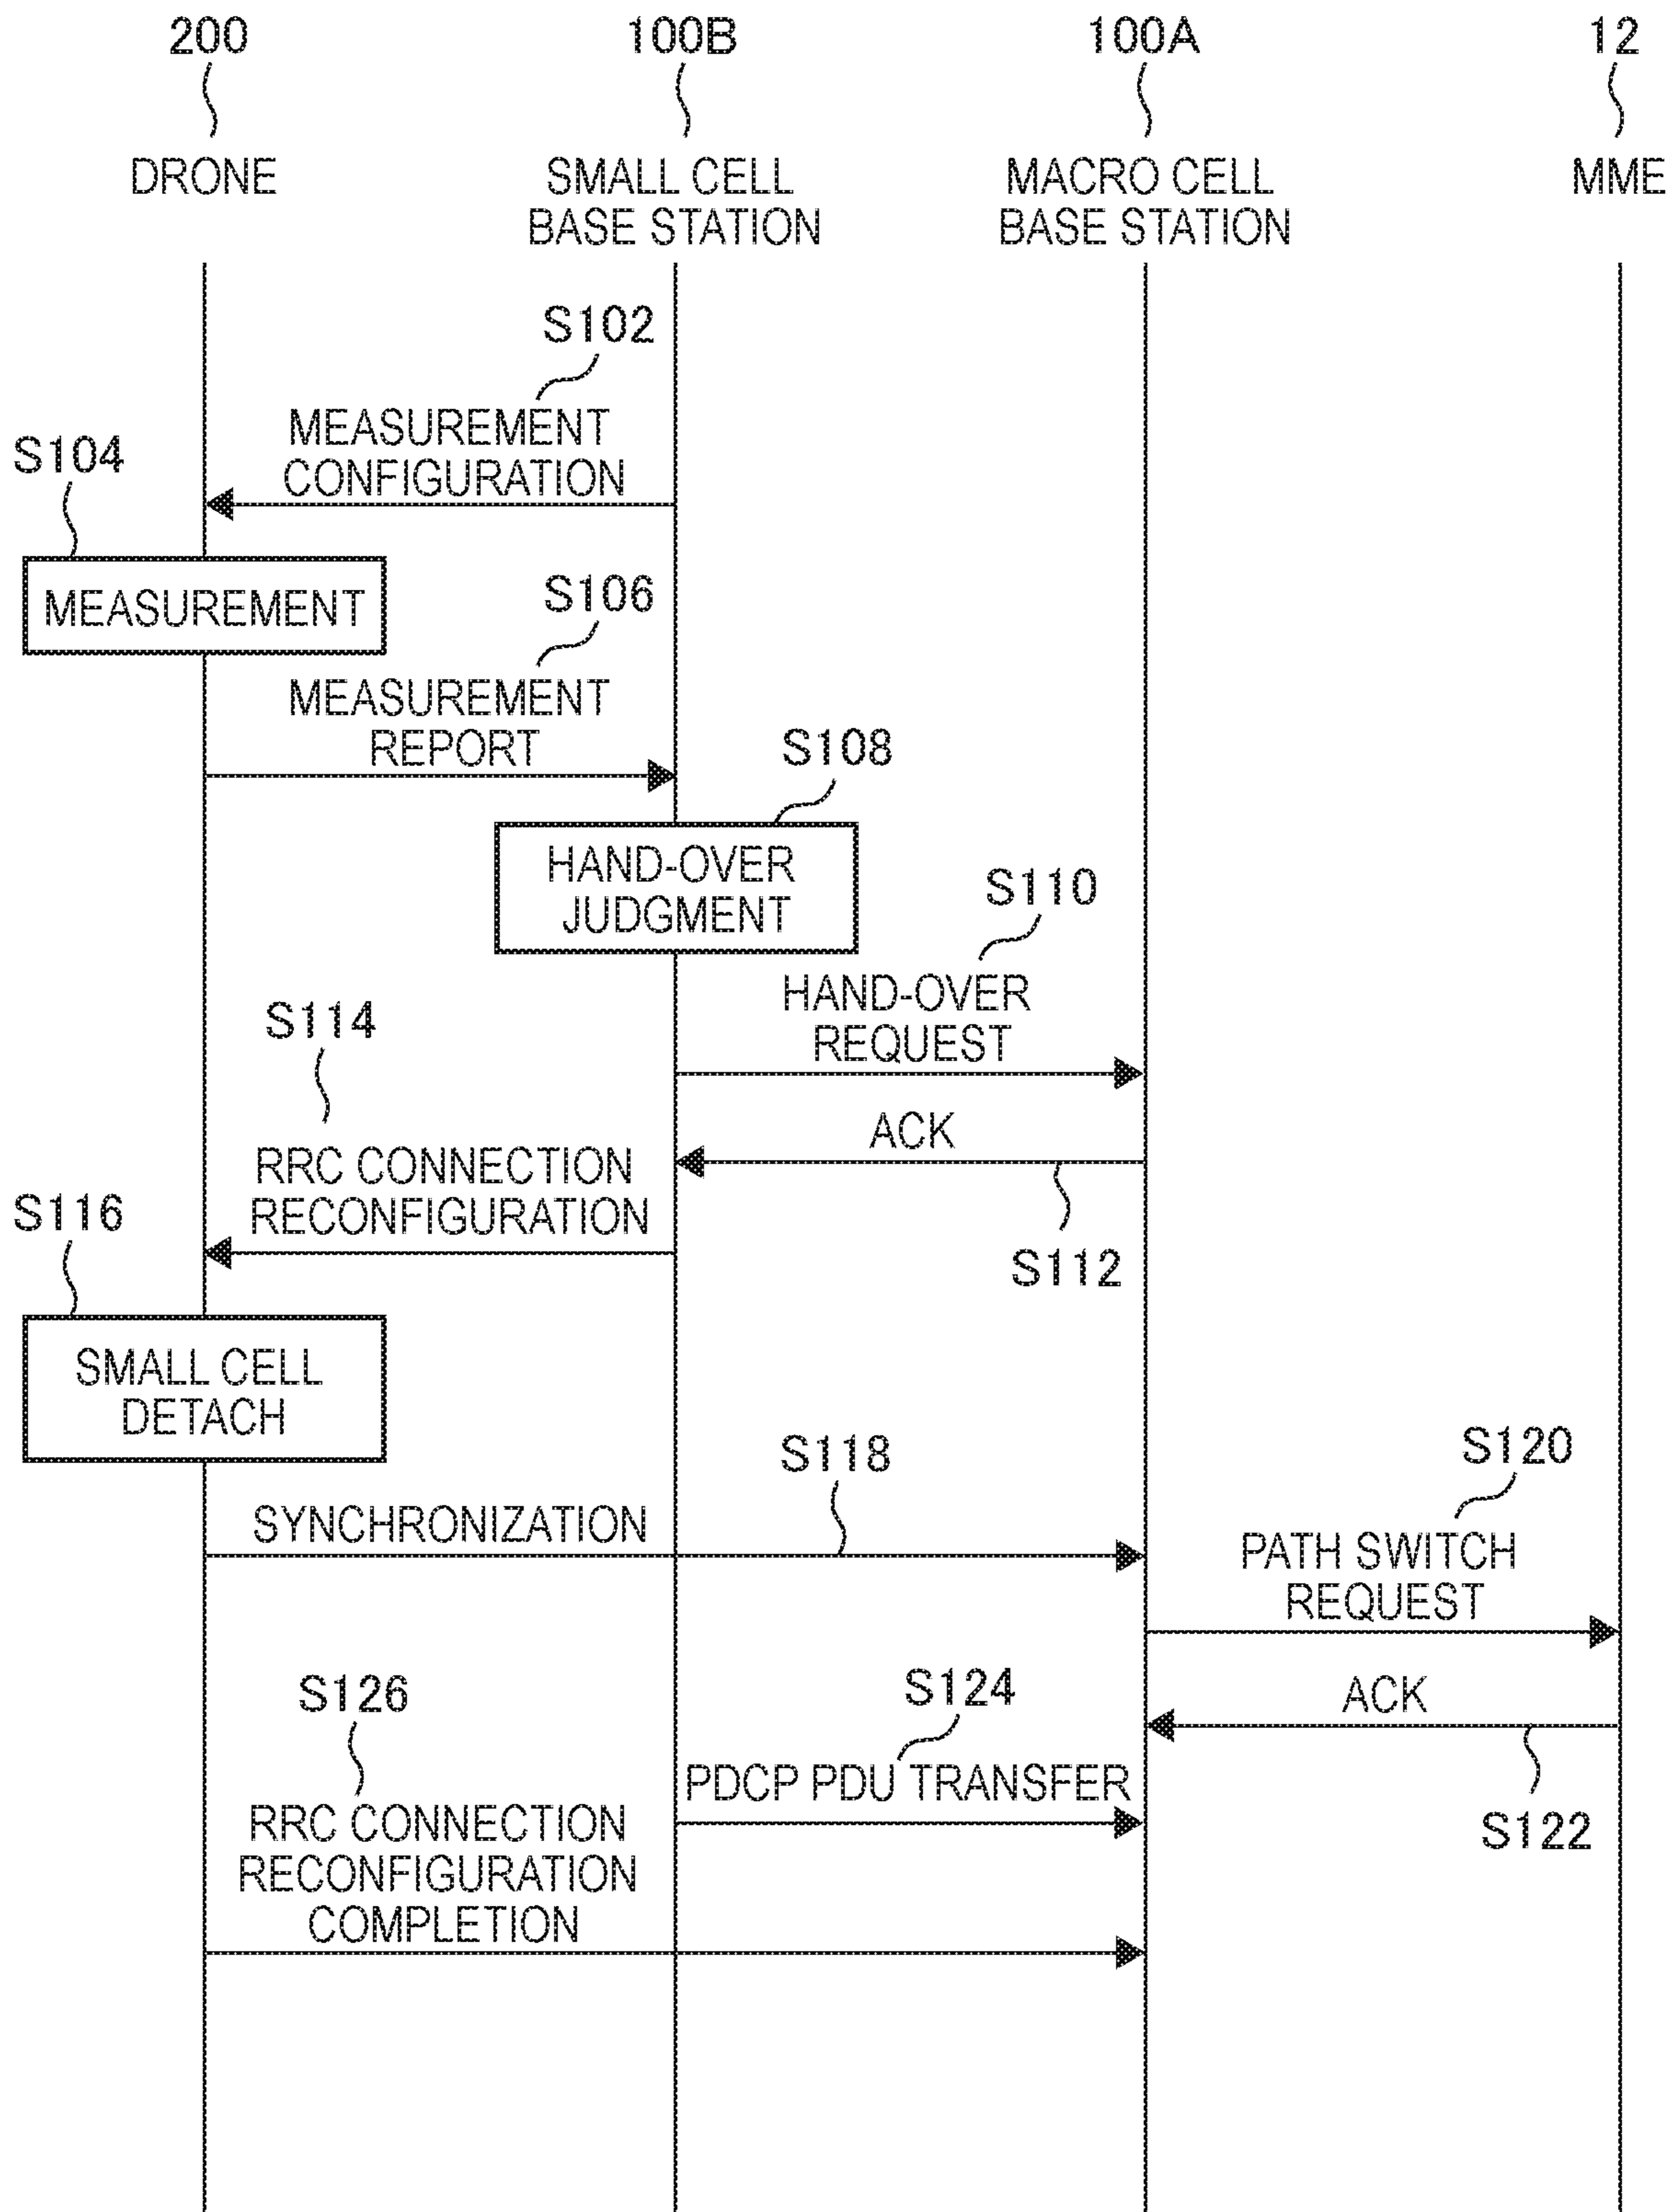 200
100B
100A
12
DRONE
SMALL CELL
BASE STATION
MACRO CELL
BASE STATION
MME
S102
MEASUREMENT
CONFIGURATION
S104
MEASUREMENT
S106
MEASUREMENT
REPORT
S108
HAND-OVER
JUDGMENT
S110
HAND-OVER
REQUEST
ACK
S112
S114
RRC CONNECTION
RECONFIGURATION
S116
SMALL CELL
DETACH
S118
SYNCHRONIZATION
S120
PATH SWITCH
REQUEST
ACK
S122
S124
PDCP PDU TRANSFER
S126
RRC CONNECTION
RECONFIGURATION
COMPLETION